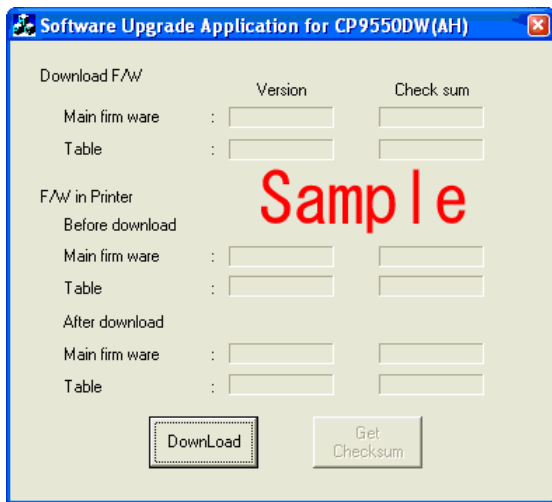 Software Upgrade Application for CP9550DW(AH)
Download F/W
Version Check sum
Main firm ware :
Table :
Sample
F/W in Printer
Before download
Main firm ware :
Table :
After download
Main firm ware :
Table :
DownLoad
Get
Checksum